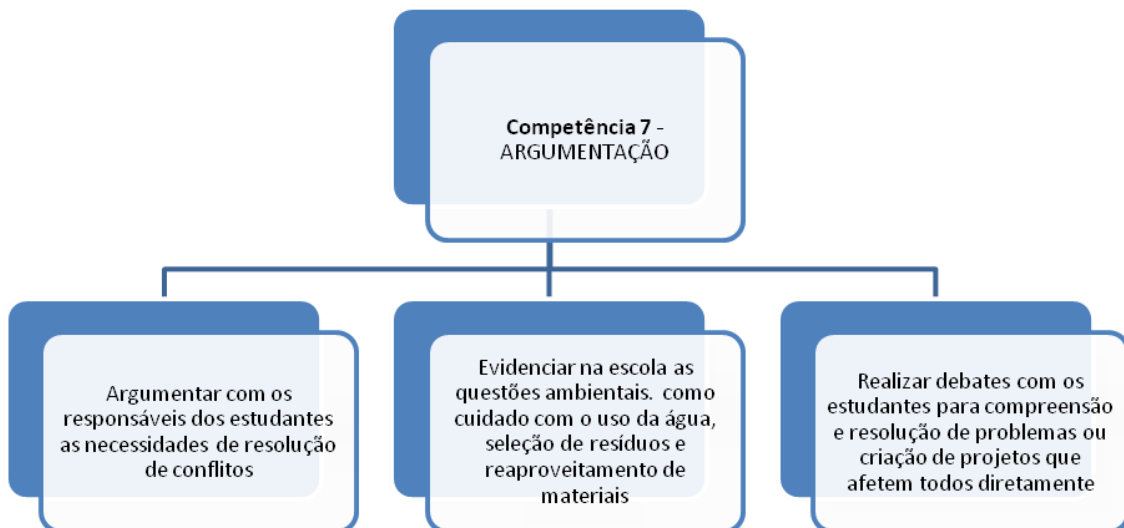 Competência 7 -
ARGUMENTAÇÃO
Argumentar com os
responsáveis dos estudantes
as necessidades de resolução
de conflitos
Evidenciar na escola as
questões ambientais. como
cuidado com o uso da água,
seleção de resíduos e
reaproveitamento de
materiais
Realizar debates com os
estudantes para compreensão
e resolução de problemas ou
criação de projetos que
afetem todos diretamente